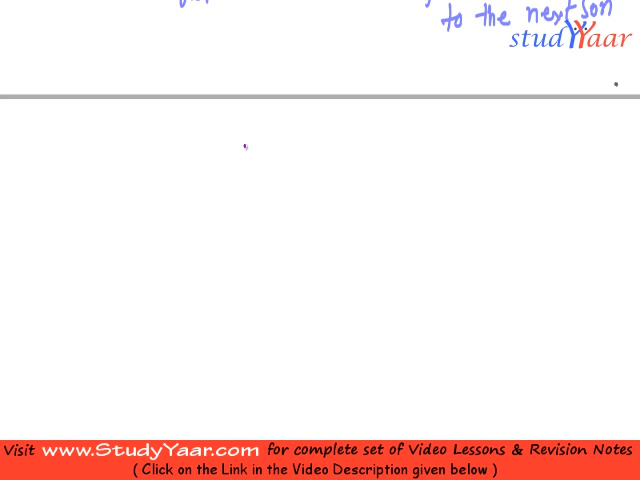 to the next son
studYYaar
Visit www.StudyYaar.com for complete set of Video Lessons & Revision Notes
( Click on the Link in the Video Description given below )